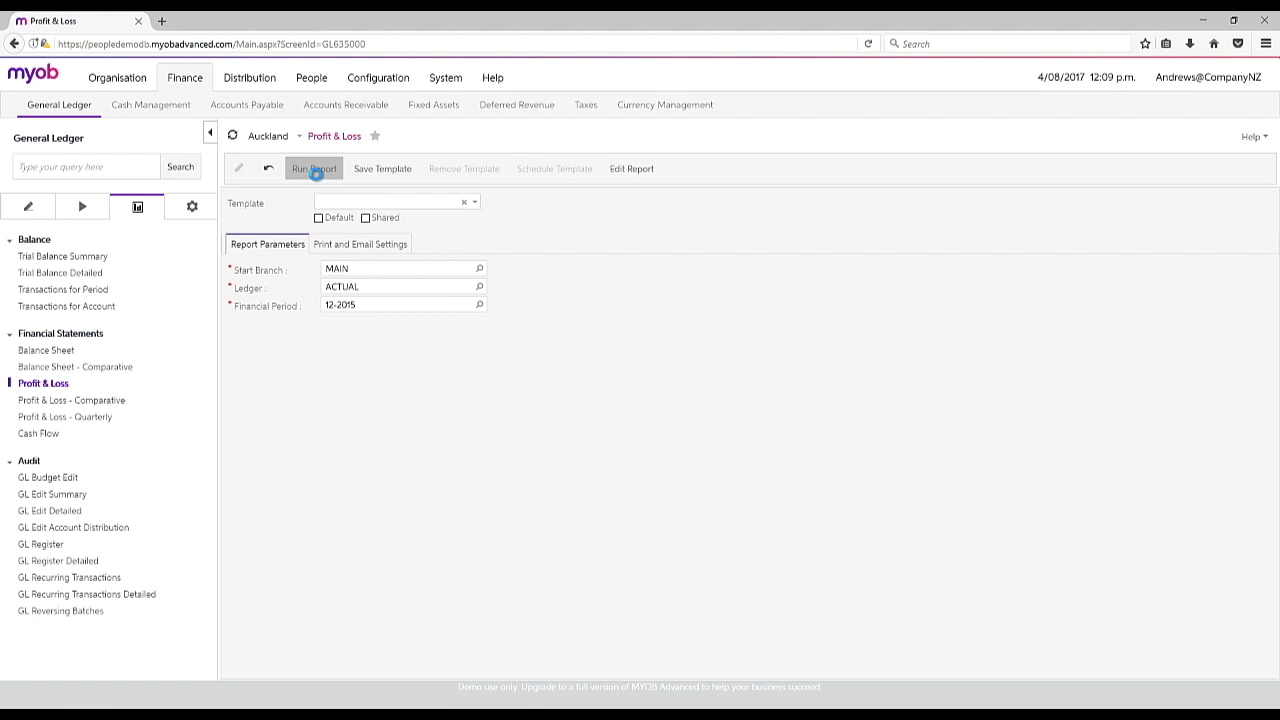 Profit & Loss
https://peopledemodb.myobadvanced.com/Main.aspx?ScreenId=GL635000
Search
myob
Organisation Finance Distribution People Configuration System Help
4/08/2017 12:09 p.m. Andrews@CompanyNZ
General Ledger Cash Management Accounts Payable Accounts Receivable Fixed Assets Deferred Revenue Taxes Currency Management
General Ledger
Type your query here Search
Balance
Trial Balance Summary
Trial Balance Detailed
Transactions for Period
Transactions for Account
Financial Statements
Balance Sheet
Balance Sheet - Comparative
Profit & Loss
Profit & Loss - Comparative
Profit & Loss - Quarterly
Cash Flow
Audit
GL Budget Edit
GL Edit Summary
GL Edit Detailed
GL Edit Account Distribution
GL Register
GL Register Detailed
GL Recurring Transactions
GL Recurring Transactions Detailed
GL Reversing Batches
Auckland Profit & Loss
Help
Run Report Save Template Remove Template Schedule Template Edit Report
Template
Default Shared
Report Parameters Print and Email Settings
* Start Branch : MAIN
* Ledger : ACTUAL
* Financial Period : 12-2015
Demo use only. Upgrade to a full version of MYOB Advanced to help your business succeed.